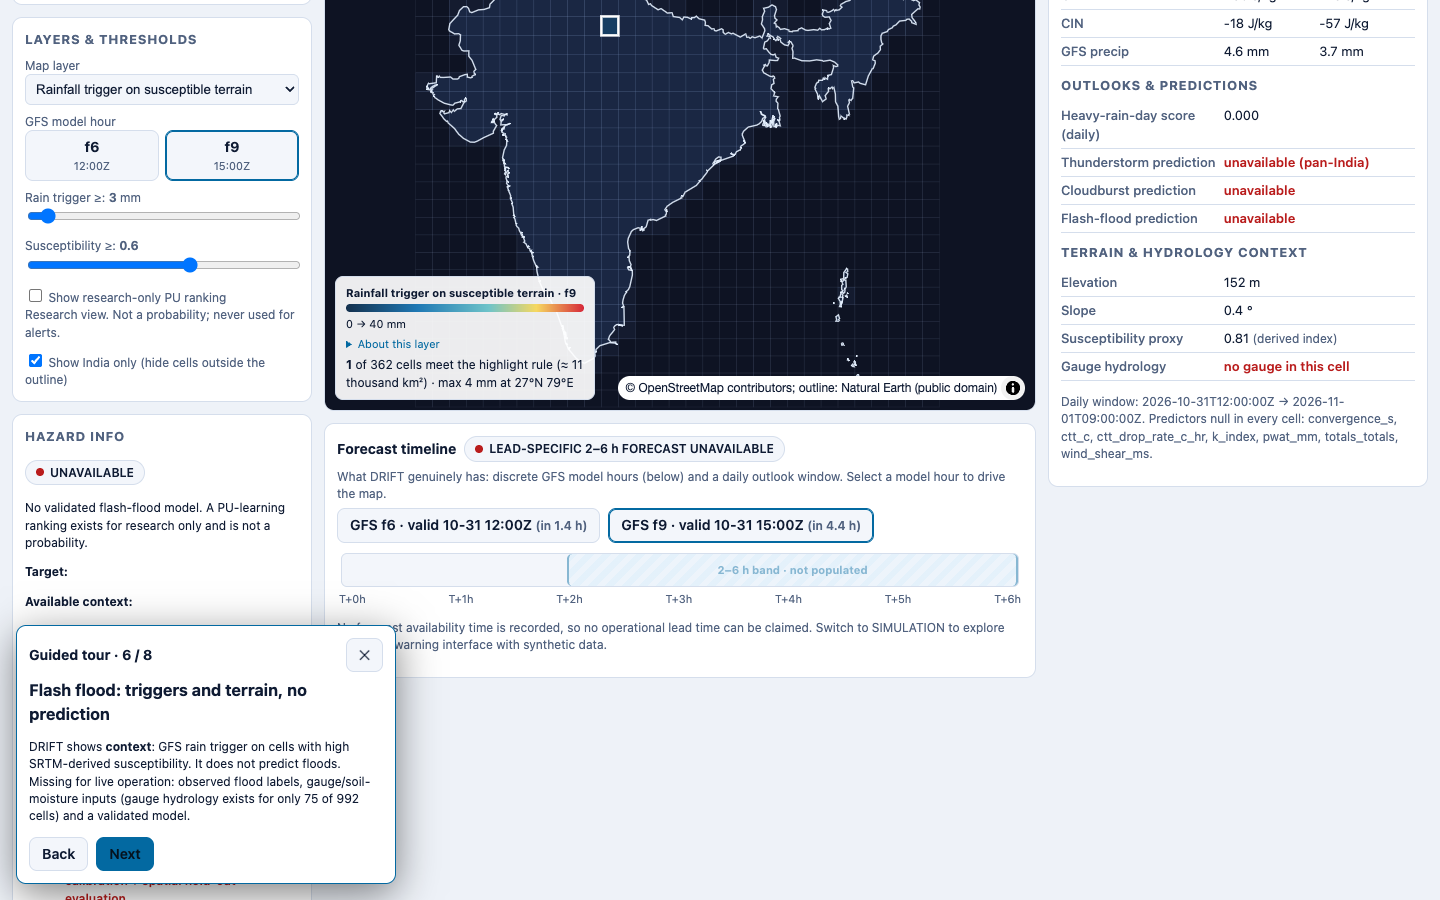 LAYERS & THRESHOLDS
Map layer
Rainfall trigger on susceptible terrain
GFS model hour
f6
12:00Z
f9
15:00Z
Rain trigger ≥: 3 mm
Susceptibility ≥: 0.6
Show research-only PU ranking
Research view. Not a probability; never used for
alerts.
Show India only (hide cells outside the
outline)
HAZARD INFO
UNAVAILABLE
No validated flash-flood model. A PU-learning
ranking exists for research only and is not a
probability.
Target:
Available context:
Guided tour · 6 / 8
Flash flood: triggers and terrain, no
prediction
DRIFT shows context: GFS rain trigger on cells with high
SRTM-derived susceptibility. It does not predict floods.
Missing for live operation: observed flood labels, gauge/soil-
moisture inputs (gauge hydrology exists for only 75 of 992
cells) and a validated model.
Back
Next
evaluation
Rainfall trigger on susceptible terrain · f9
0 → 40 mm
▶ About this layer
1 of 362 cells meet the highlight rule (≈ 11
thousand km²) · max 4 mm at 27°N 79°E
© OpenStreetMap contributors; outline: Natural Earth (public domain)
Forecast timeline
LEAD-SPECIFIC 2–6 h FORECAST UNAVAILABLE
What DRIFT genuinely has: discrete GFS model hours (below) and a daily outlook window. Select a model hour to drive
the map.
GFS f6 · valid 10-31 12:00Z (in 1.4 h)
GFS f9 · valid 10-31 15:00Z (in 4.4 h)
2–6 h band · not populated
T+0h
T+1h
T+2h
T+3h
T+4h
T+5h
T+6h
availability time is recorded, so no operational lead time can be claimed. Switch to SIMULATION to explore
warning interface with synthetic data.
CIN
-18 J/kg
-57 J/kg
GFS precip
4.6 mm
3.7 mm
OUTLOOKS & PREDICTIONS
Heavy-rain-day score
(daily)
0.000
Thunderstorm prediction
unavailable (pan-India)
Cloudburst prediction
unavailable
Flash-flood prediction
unavailable
TERRAIN & HYDROLOGY CONTEXT
Elevation
152 m
Slope
0.4 °
Susceptibility proxy
0.81 (derived index)
Gauge hydrology
no gauge in this cell
Daily window: 2026-10-31T12:00:00Z → 2026-11-
01T09:00:00Z. Predictors null in every cell: convergence_s,
ctt_c, ctt_drop_rate_c_hr, k_index, pwat_mm, totals_totals,
wind_shear_ms.